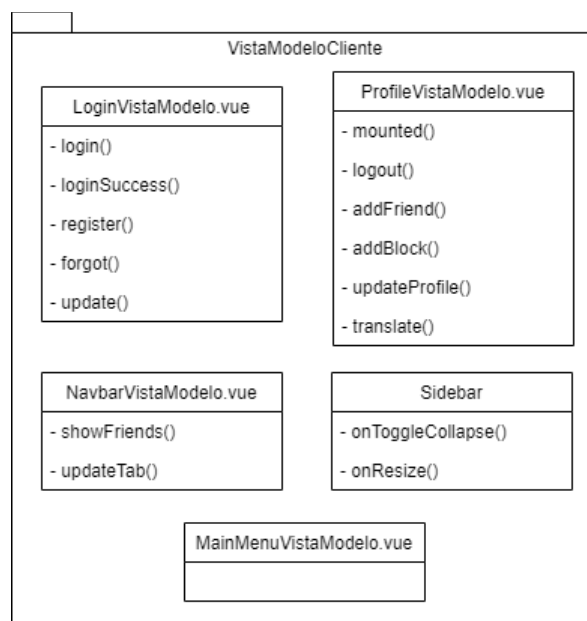 VistaModeloCliente
LoginVistaModelo.vue
- login()
- loginSuccess()
- register()
- forgot()
- update()
ProfileVistaModelo.vue
- mounted()
- logout()
- addFriend()
- addBlock()
- updateProfile()
- translate()
NavbarVistaModelo.vue
- showFriends()
- updateTab()
Sidebar
- onToggleCollapse()
- onResize()
MainMenuVistaModelo.vue